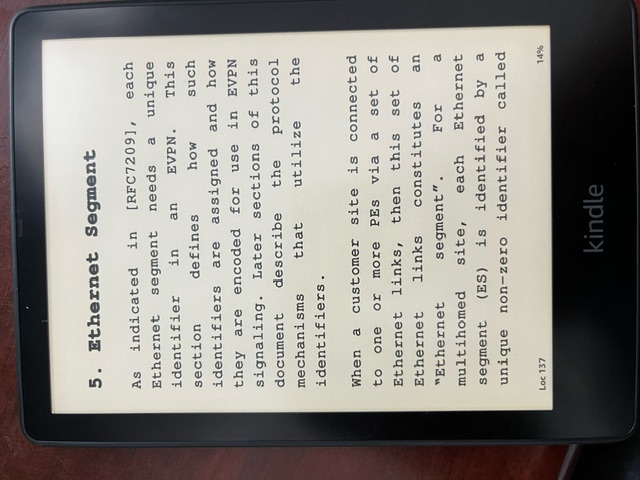 5. Ethernet Segment
As indicated in [RFC7209], each
Ethernet segment needs a unique
identifier in an EVPN. This
section defines how such
identifiers are assigned and how
they are encoded for use in EVPN
signaling. Later sections of this
document describe the protocol
mechanisms that utilize the
identifiers.
When a customer site is connected
to one or more PEs via a set of
Ethernet links, then this set of
Ethernet links constitutes an
"Ethernet segment". For a
multihomed site, each Ethernet
segment (ES) is identified by a
unique non-zero identifier called
Loc 137 14%
kindle